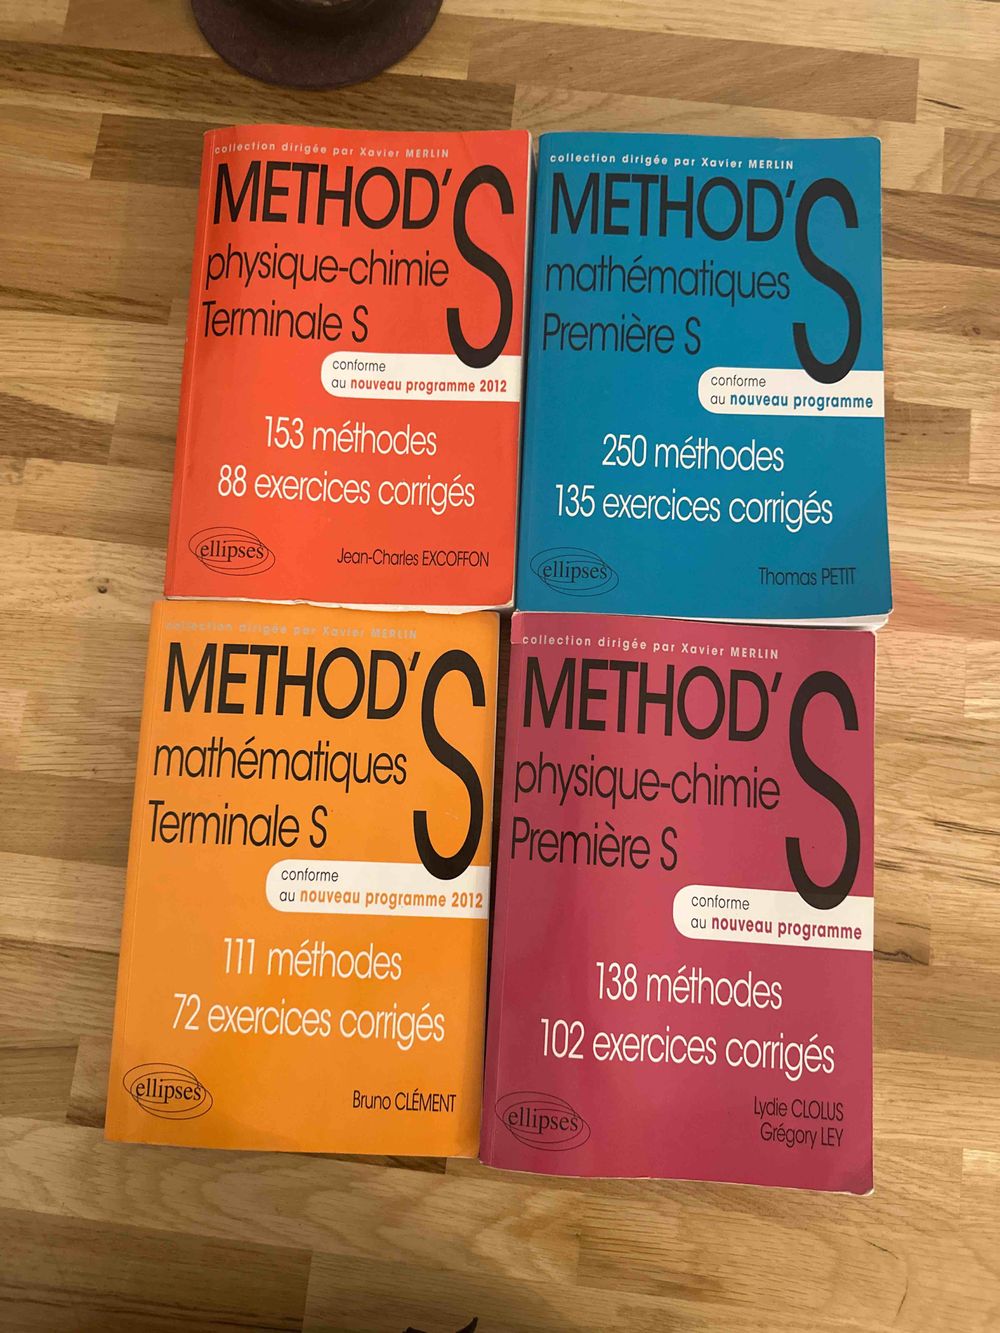 collection dirigée par Xavier MERLIN
METHOD'S
physique-chimie
Terminale S
conforme
au nouveau programme 2012
153 méthodes
88 exercices corrigés
ellipses
Jean-Charles EXCOFFON
collection dirigée par Xavier MERLIN
METHOD'S
mathématiques
Première S
conforme
au nouveau programme
250 méthodes
135 exercices corrigés
ellipses
Thomas PETIT
collection dirigée par Xavier MERLIN
METHOD'S
mathématiques
Terminale S
conforme
au nouveau programme 2012
111 méthodes
72 exercices corrigés
ellipses
Bruno CLÉMENT
collection dirigée par Xavier MERLIN
METHOD'S
physique-chimie
Première S
conforme
au nouveau programme
138 méthodes
102 exercices corrigés
ellipses
Lydie CLOLUS
Grégory LEY